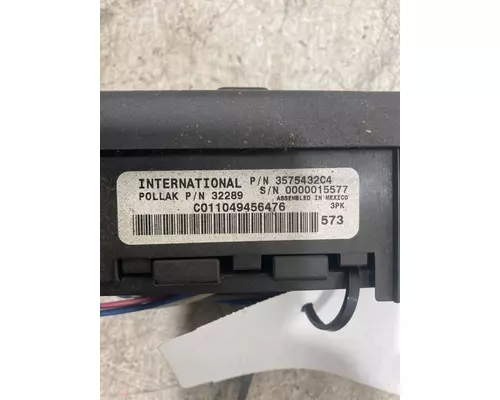 INTERNATIONAL P/N 3575432C4
POLLAK P/N 32289 S/N 0000015577
ASSEMBLED IN MEXICO
C011049456476 3PK
573